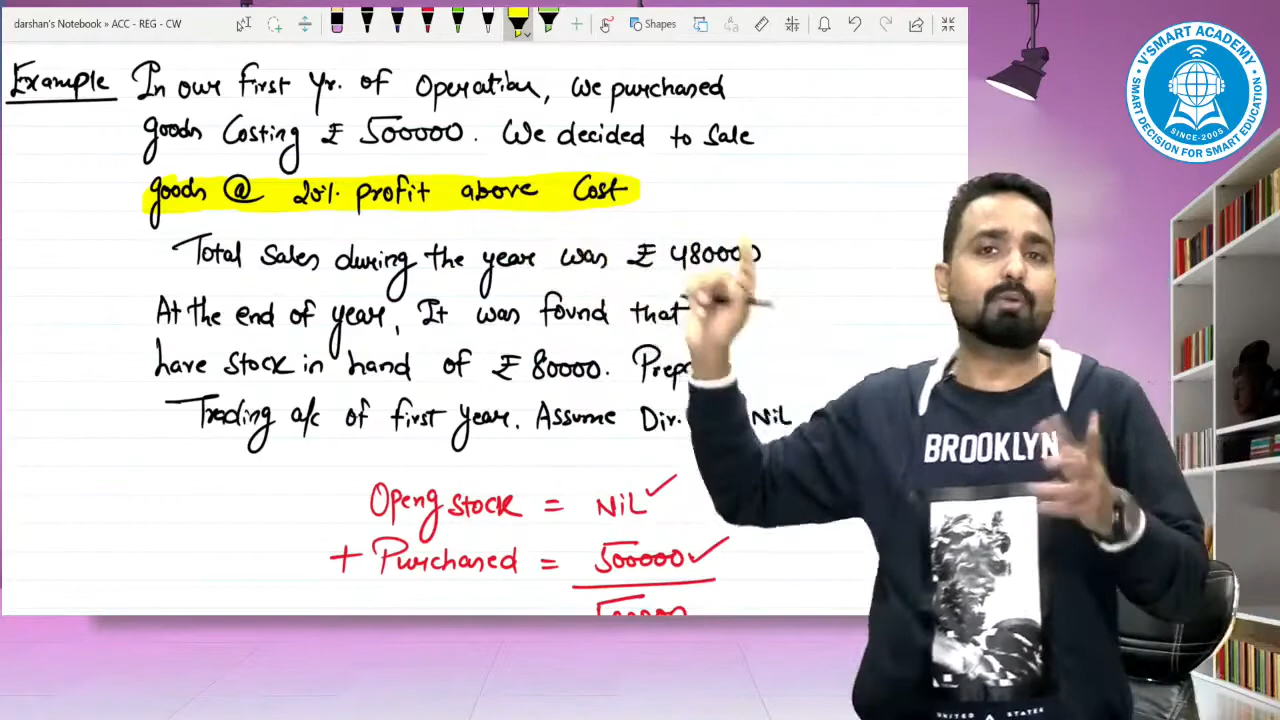 darshan's Notebook » ACC - REG - CW
Shapes
Example In our first yr. of Operation, we purchased
goods Costing ₹ 500000. We decided to sale
goods @ 20% profit above Cost
Total sales during the year was ₹ 480000
At the end of year, It was found that
have stock in hand of ₹ 80000.
Trading a/c of first year. Assume Dir. NiL
Openg stock = NiL ✓
+ Purchased = 500000 ✓
V'SMART ACADEMY
SINCE-2005
SMART DECISION FOR SMART EDUCATION
BROOKLYN
UNITED STATES